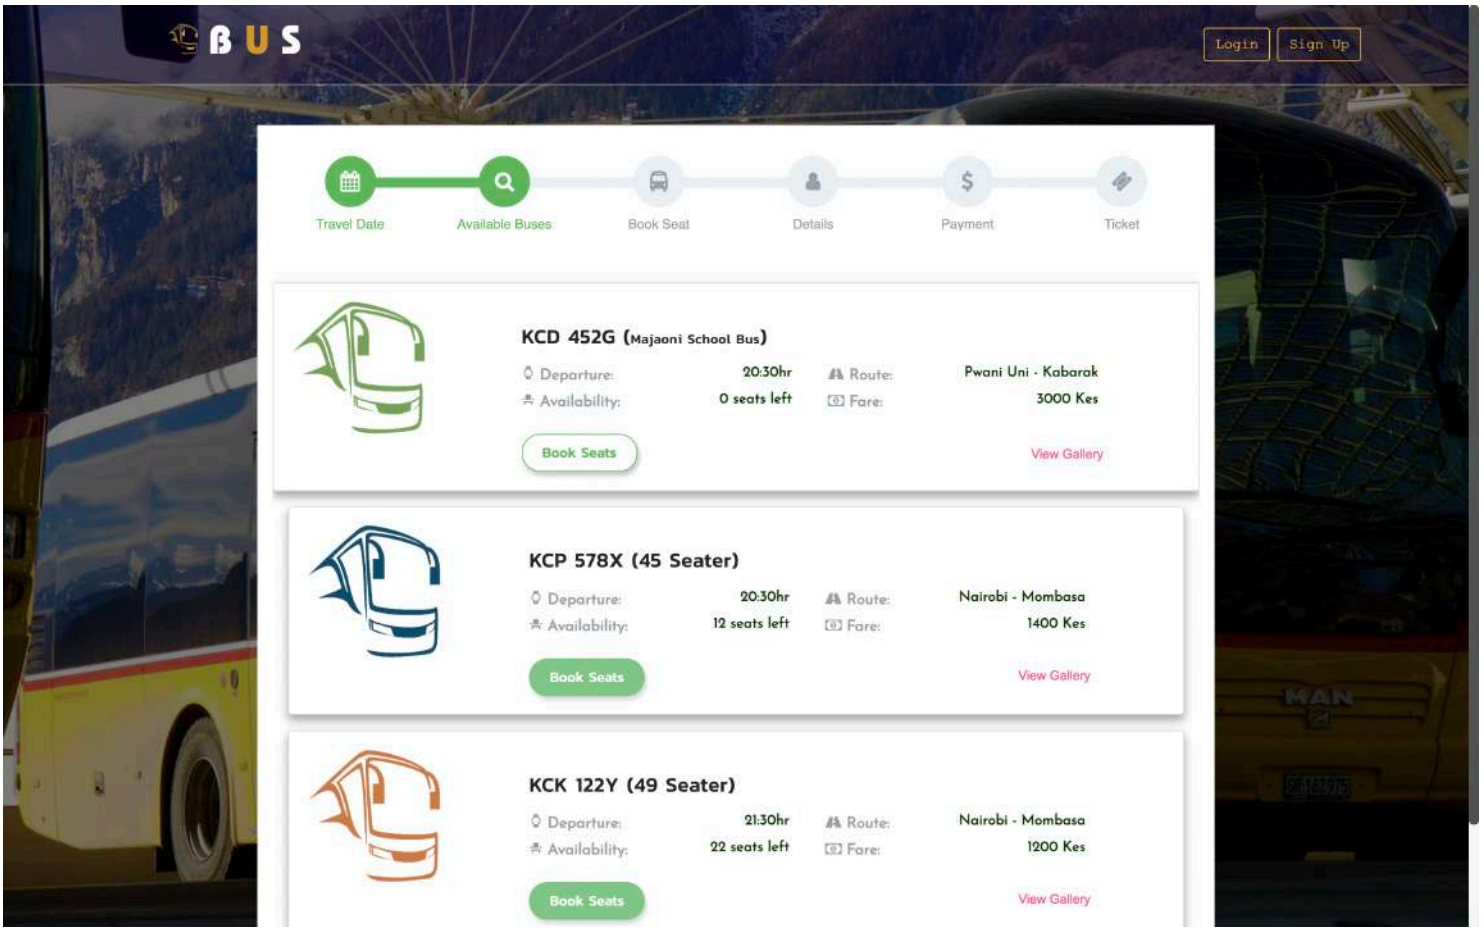 BUS
Login Sign Up
Travel Date Available Buses Book Seat Details Payment Ticket
KCD 452G (Majaoni School Bus)
Departure: 20:30hr Route: Pwani Uni - Kabarak
Availability: 0 seats left Fare: 3000 Kes
Book Seats View Gallery
KCP 578X (45 Seater)
Departure: 20:30hr Route: Nairobi - Mombasa
Availability: 12 seats left Fare: 1400 Kes
Book Seats View Gallery
MAN
KCK 122Y (49 Seater)
Departure: 21:30hr Route: Nairobi - Mombasa
Availability: 22 seats left Fare: 1200 Kes
Book Seats View Gallery